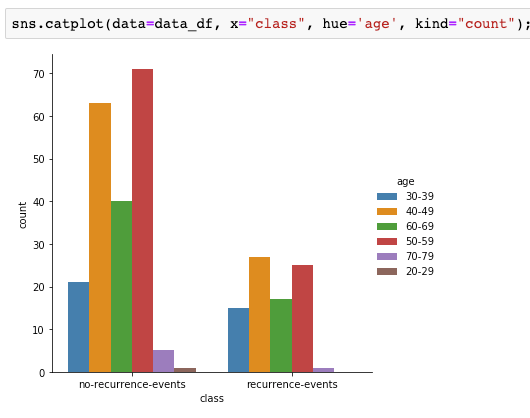 sns.catplot(data=data_df, x="class", hue='age', kind="count");
70
60
50
40
30
20
10
0
count
no-recurrence-events
recurrence-events
class
age
30-39
40-49
60-69
50-59
70-79
20-29